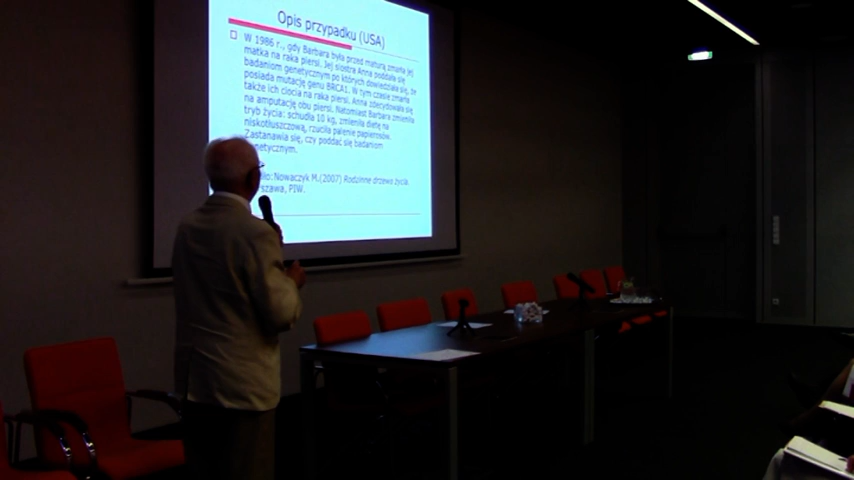 Opis przypadku (USA)
W 1986 r., gdy Barbara była przed maturą zmarła jej
matka na raka piersi. Jej siostra Anna poddała się
badaniom genetycznym po których dowiedziała się, że
posiada mutację genu BRCA1. W tym czasie zmarła
także ich ciocia na raka piersi. Anna zdecydowała się
na amputację obu piersi. Natomiast Barbara zmieniła
tryb życia: schudła 10 kg, zmieniła dietę na
niskotłuszczową, rzuciła palenie papierosów.
Zastanawia się, czy poddać się badaniom
netycznym.
ło: Nowaczyk M.(2007) Rodzinne drzewo życia.
szawa, PIW.